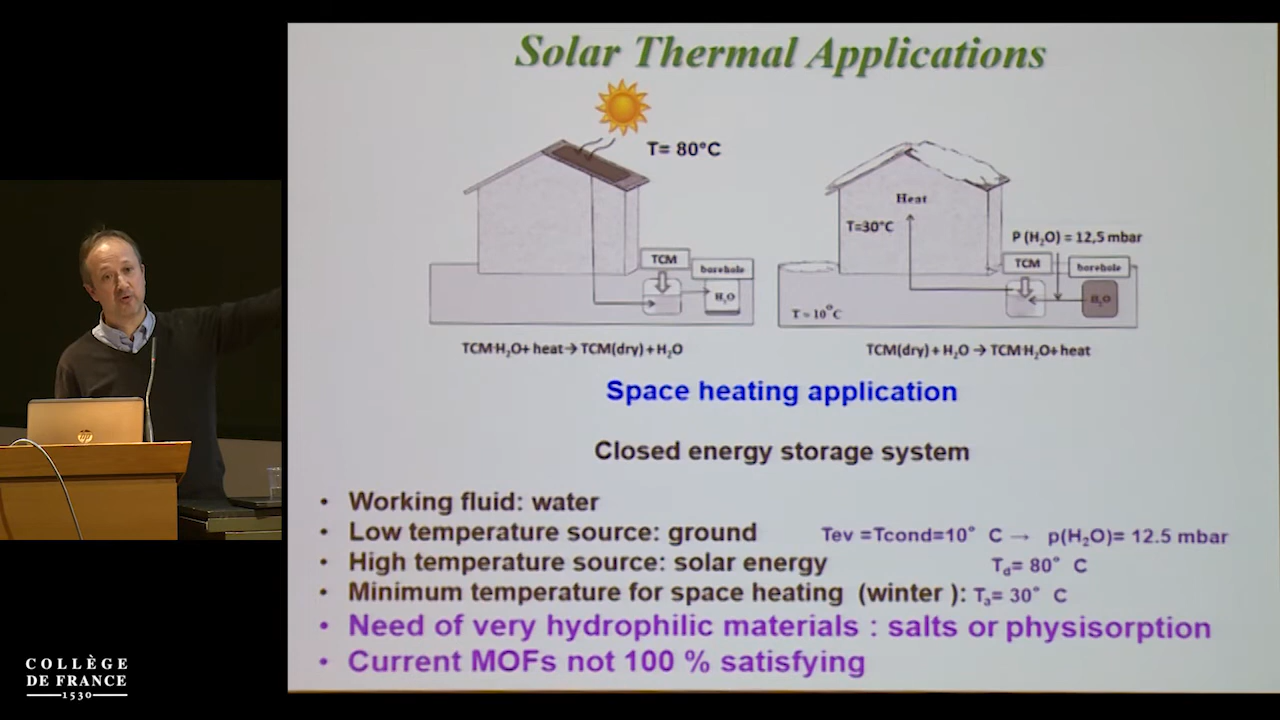 Solar Thermal Applications
T= 80°C
TCM
borehole
H₂O
TCM·H₂O+ heat→TCM(dry)+H₂O
Heat
T=30°C
P (H₂O) = 12,5 mbar
TCM
borehole
H₂O
T ~ 10°C
TCM(dry) + H₂O → TCM·H₂O+ heat
Space heating application
Closed energy storage system
• Working fluid: water
• Low temperature source: ground Tev =Tcond=10° C → p(H₂O)= 12.5 mbar
• High temperature source: solar energy T_d= 80° C
• Minimum temperature for space heating (winter ): Tₐ= 30° C
• Need of very hydrophilic materials : salts or physisorption
• Current MOFs not 100 % satisfying
hp
COLLÈGE
DE FRANCE
1530